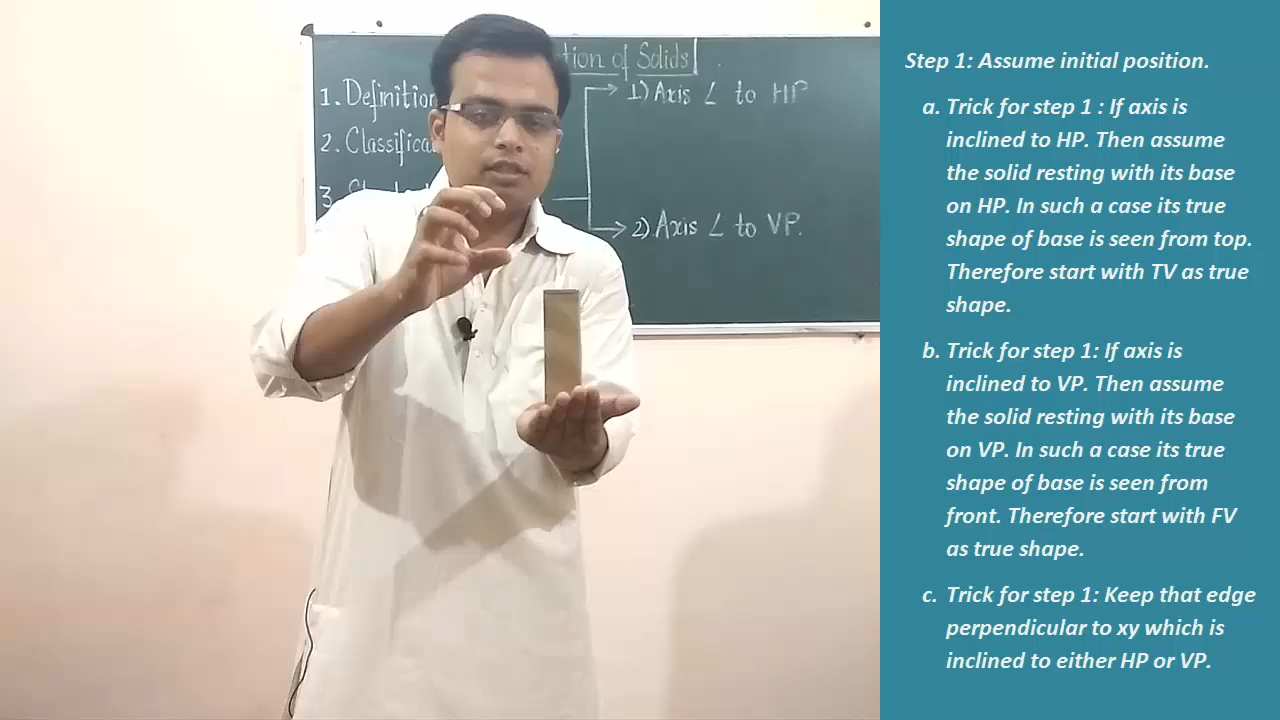 tion of Solids
1. Definition
2. Classifica
3. St
1) Axis ∠ to HP
2) Axis ∠ to VP.
Step 1: Assume initial position.
a. Trick for step 1 : If axis is
inclined to HP. Then assume
the solid resting with its base
on HP. In such a case its true
shape of base is seen from top.
Therefore start with TV as true
shape.
b. Trick for step 1: If axis is
inclined to VP. Then assume
the solid resting with its base
on VP. In such a case its true
shape of base is seen from
front. Therefore start with FV
as true shape.
c. Trick for step 1: Keep that edge
perpendicular to xy which is
inclined to either HP or VP.